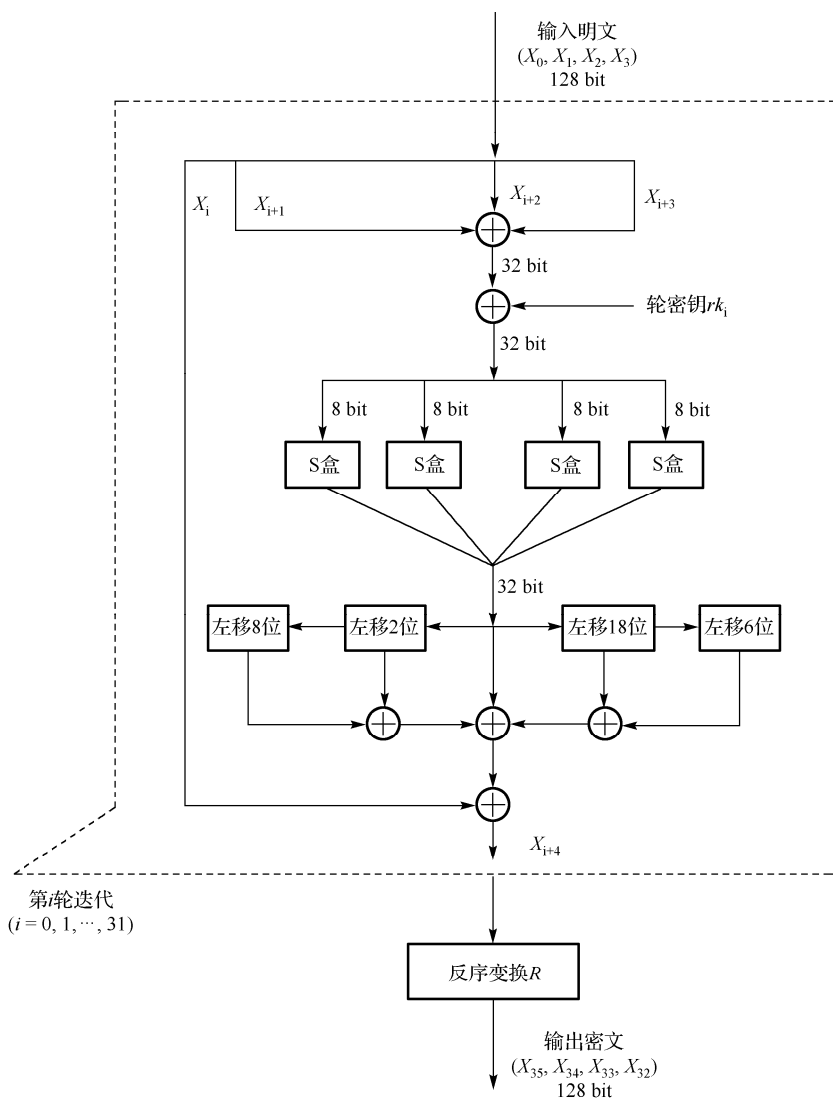 输入明文
(X0, X1, X2, X3)
128 bit
Xi
Xi+1
Xi+2
Xi+3
32 bit
轮密钥rki
32 bit
8 bit
8 bit
8 bit
8 bit
S盒
S盒
S盒
S盒
32 bit
左移8位
左移2位
左移18位
左移6位
Xi+4
第i轮迭代
(i = 0, 1, ···, 31)
反序变换R
输出密文
(X35, X34, X33, X32)
128 bit